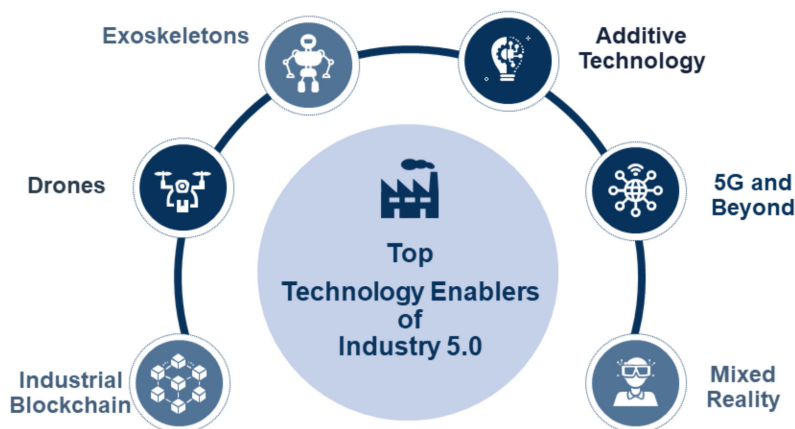 Exoskeletons
Additive
Technology
Drones
5G and
Beyond
Top
Technology Enablers
of
Industry 5.0
Industrial
Blockchain
Mixed
Reality